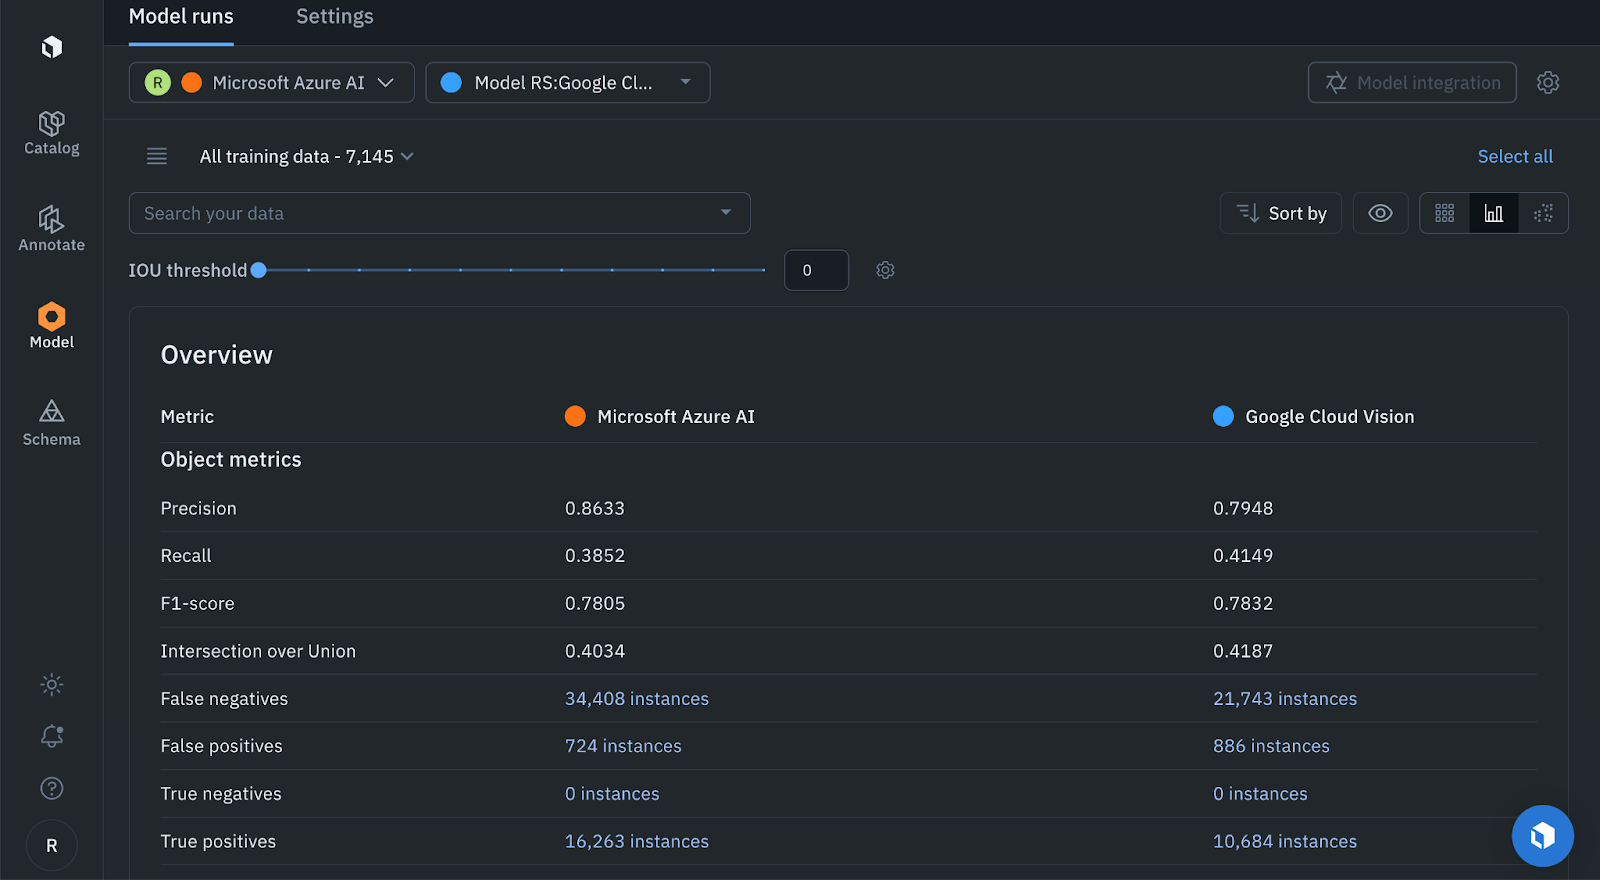 Model runs Settings
R Microsoft Azure AI Model RS:Google Cl... Model integration
All training data - 7,145 Select all
Search your data Sort by
IOU threshold 0
Catalog
Annotate
Model
Schema
R
Overview
Metric Microsoft Azure AI Google Cloud Vision
Object metrics
Precision 0.8633 0.7948
Recall 0.3852 0.4149
F1-score 0.7805 0.7832
Intersection over Union 0.4034 0.4187
False negatives 34,408 instances 21,743 instances
False positives 724 instances 886 instances
True negatives 0 instances 0 instances
True positives 16,263 instances 10,684 instances